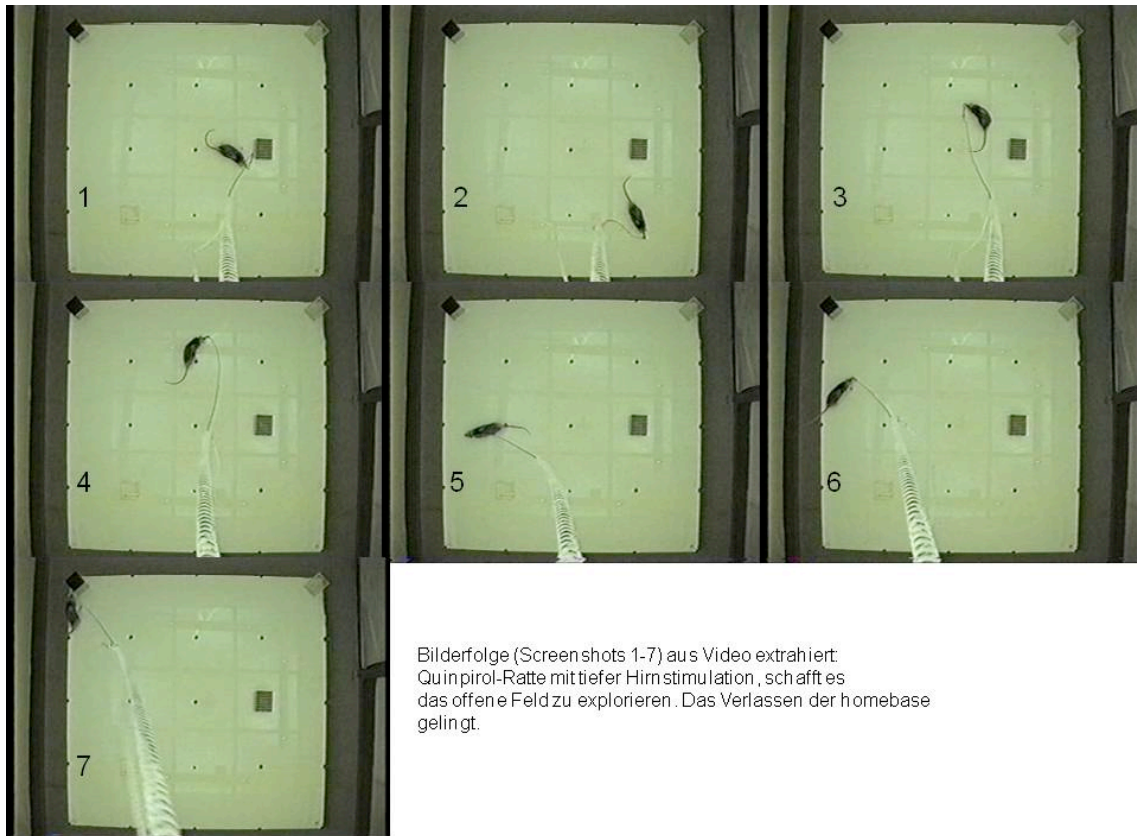 1
2
3
4
5
6
7
Bilderfolge (Screenshots 1-7) aus Video extrahiert:
Quinpirol-Ratte mit tiefer Hirnstimulation, schafft es
das offene Feld zu explorieren. Das Verlassen der homebase
gelingt.